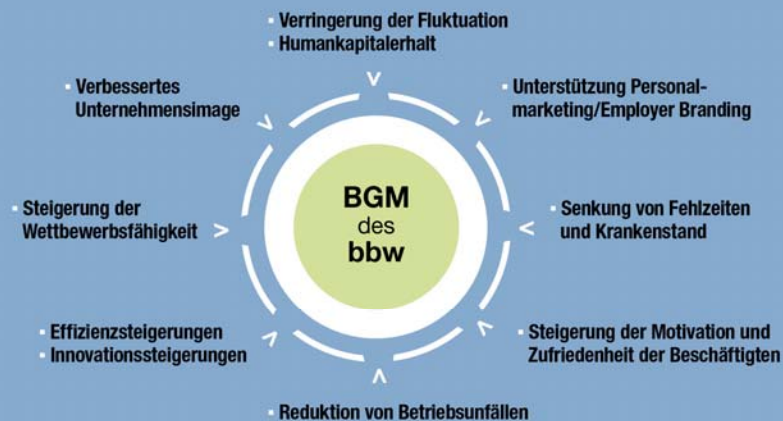 ▪ Verringerung der Fluktuation
▪ Humankapitalerhalt
▪ Verbessertes
Unternehmensimage
▪ Unterstützung Personal-
marketing/Employer Branding
▪ Steigerung der
Wettbewerbsfähigkeit
BGM
des
bbw
▪ Senkung von Fehlzeiten
und Krankenstand
▪ Effizienzsteigerungen
▪ Innovationssteigerungen
▪ Steigerung der Motivation und
Zufriedenheit der Beschäftigten
▪ Reduktion von Betriebsunfällen